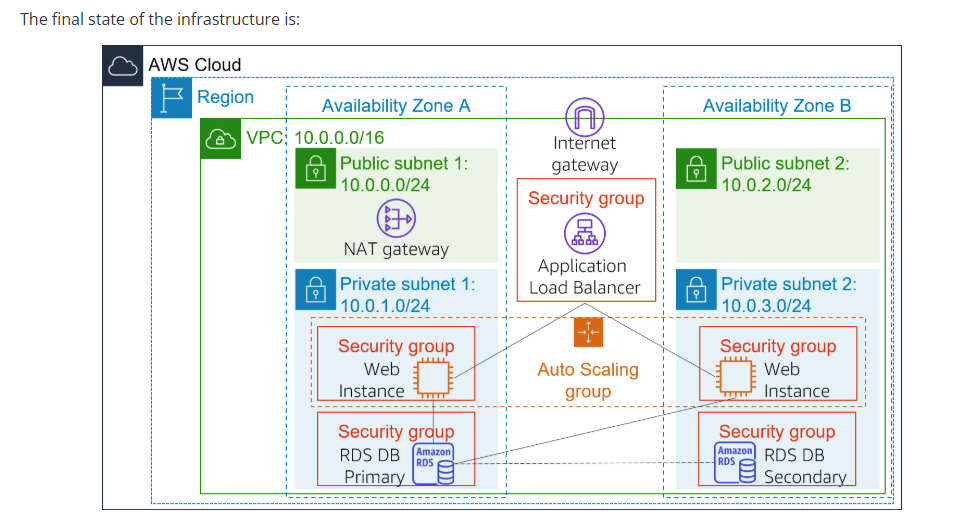 The final state of the infrastructure is:
AWS Cloud
Region
Availability Zone A
Availability Zone B
VPC 10.0.0.0/16
Internet
gateway
Public subnet 1:
10.0.0.0/24
NAT gateway
Security group
Application
Load Balancer
Public subnet 2:
10.0.2.0/24
Private subnet 1:
10.0.1.0/24
Private subnet 2:
10.0.3.0/24
Security group
Web
Instance
Auto Scaling
group
Security group
Web
Instance
Security group
RDS DB
Primary
Amazon
RDS
Security group
Amazon
RDS
RDS DB
Secondary